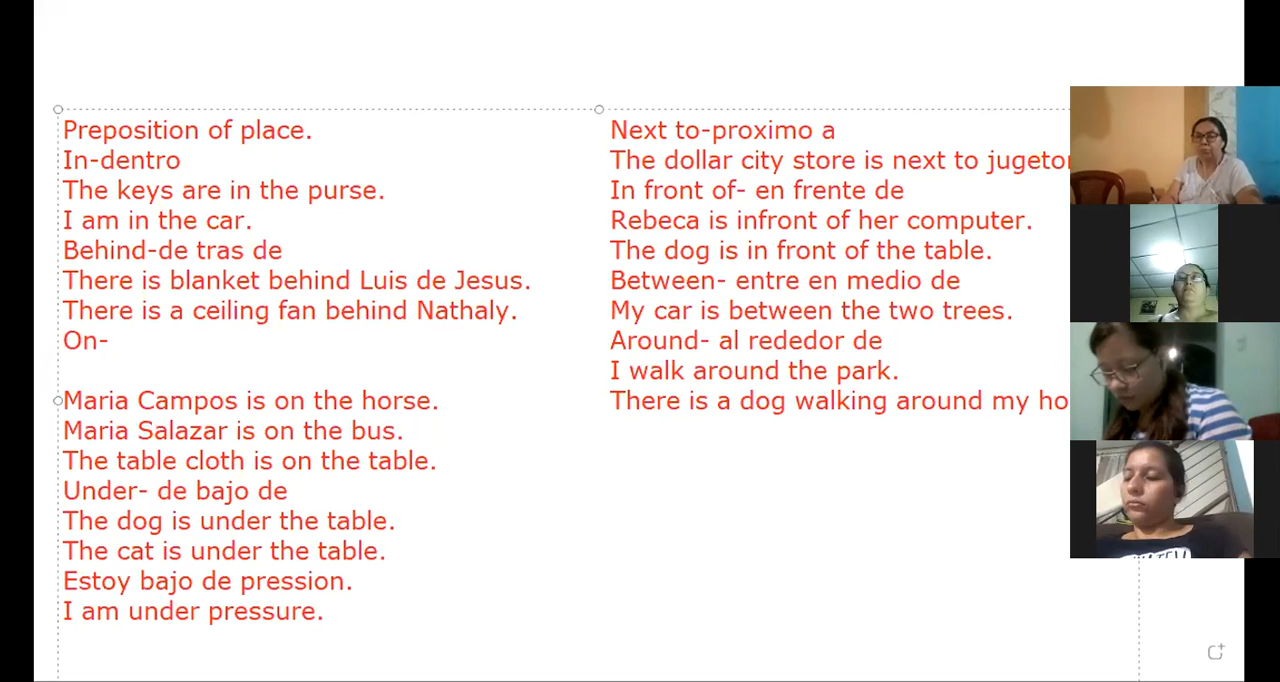 Preposition of place.
In-dentro
The keys are in the purse.
I am in the car.
Behind-de tras de
There is blanket behind Luis de Jesus.
There is a ceiling fan behind Nathaly.
On-
Maria Campos is on the horse.
Maria Salazar is on the bus.
The table cloth is on the table.
Under- de bajo de
The dog is under the table.
The cat is under the table.
Estoy bajo de pression.
I am under pressure.
Next to-proximo a
The dollar city store is next to
In front of- en frente de
Rebeca is infront of her computer.
The dog is in front of the table.
Between- entre en medio de
My car is between the two trees.
Around- al rededor de
I walk around the park.
There is a dog walking around my